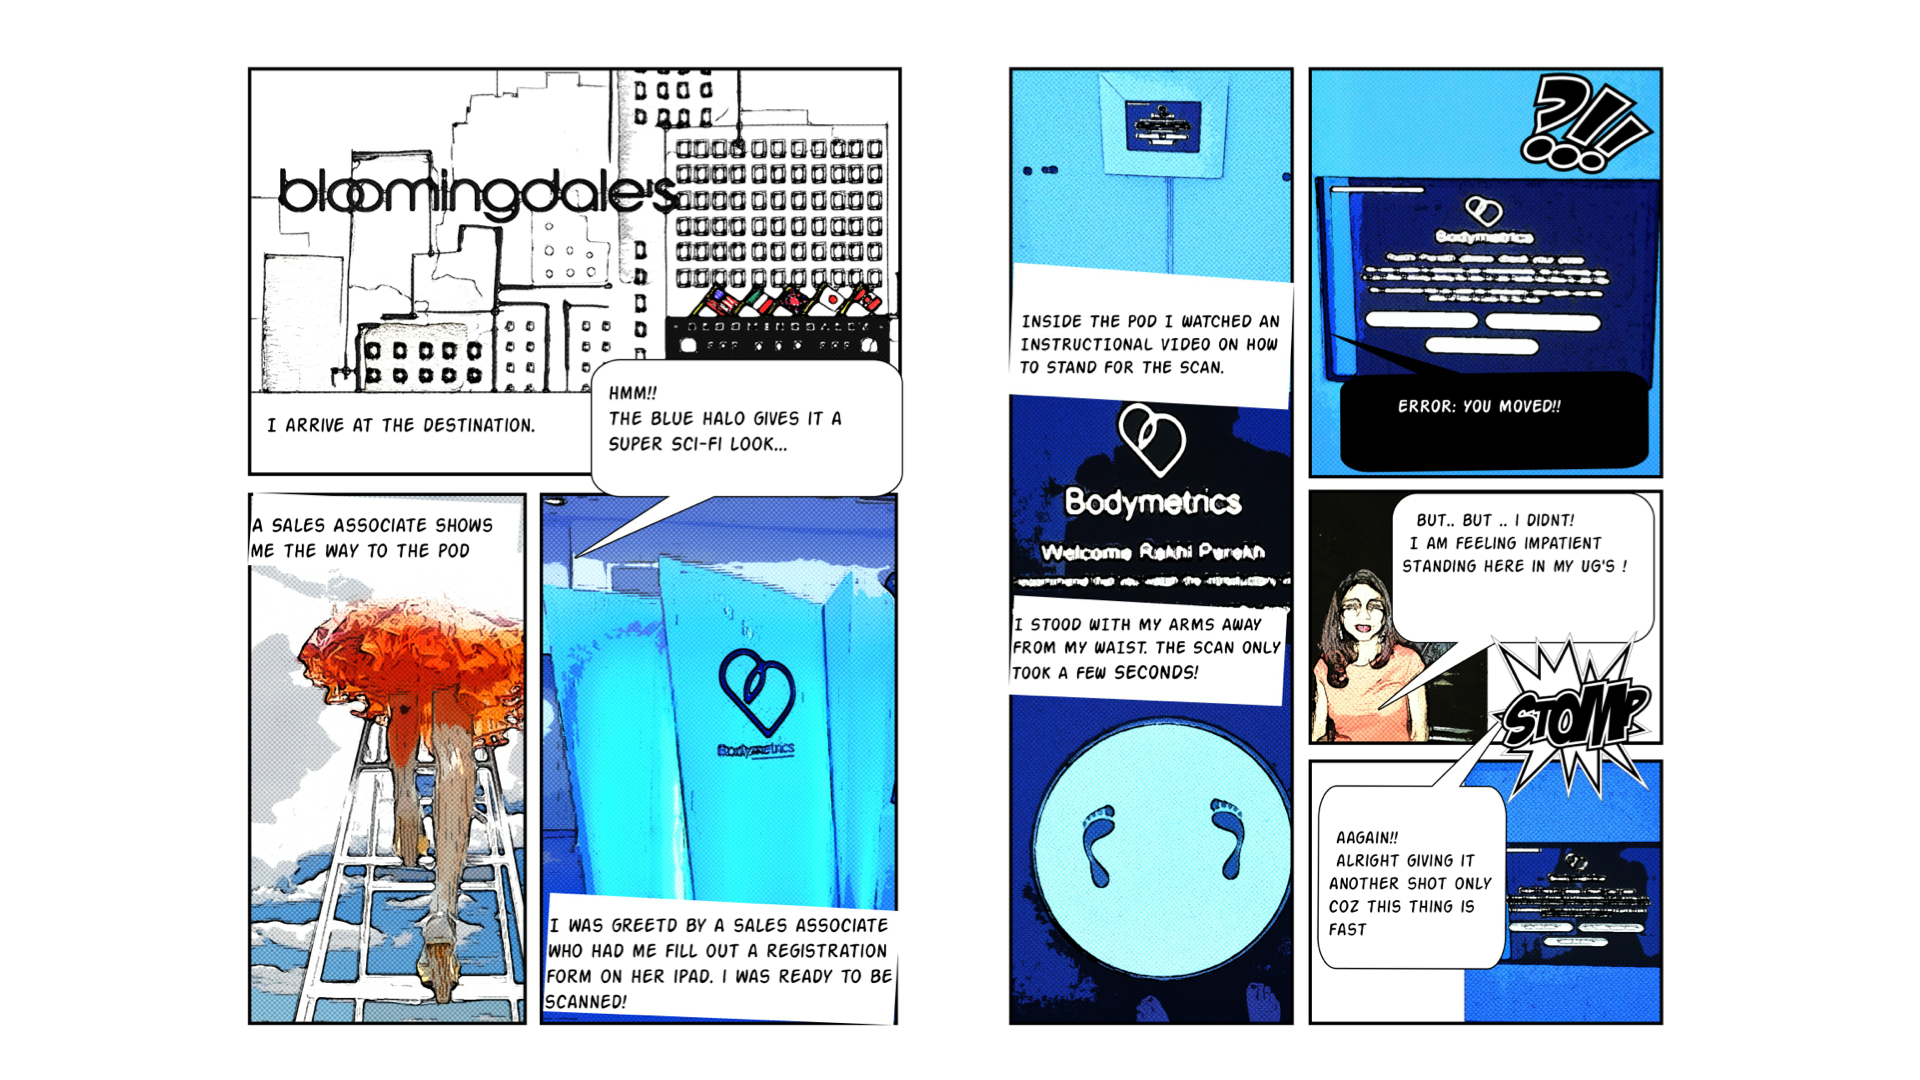 bloomingdale's
I ARRIVE AT THE DESTINATION.
HMM!!
THE BLUE HALO GIVES IT A
SUPER SCI-FI LOOK...
A SALES ASSOCIATE SHOWS
ME THE WAY TO THE POD
Bodymetrics
I WAS GREETD BY A SALES ASSOCIATE
WHO HAD ME FILL OUT A REGISTRATION
FORM ON HER IPAD. I WAS READY TO BE
SCANNED!
INSIDE THE POD I WATCHED AN
INSTRUCTIONAL VIDEO ON HOW
TO STAND FOR THE SCAN.
Bodymetrics
Welcome Rakhi Parekh
I STOOD WITH MY ARMS AWAY
FROM MY WAIST. THE SCAN ONLY
TOOK A FEW SECONDS!
?!!
Bodymetrics
ERROR: YOU MOVED!!
BUT.. BUT .. I DIDNT!
I AM FEELING IMPATIENT
STANDING HERE IN MY UG'S !
STOMP
AAGAIN!!
ALRIGHT GIVING IT
ANOTHER SHOT ONLY
COZ THIS THING IS
FAST